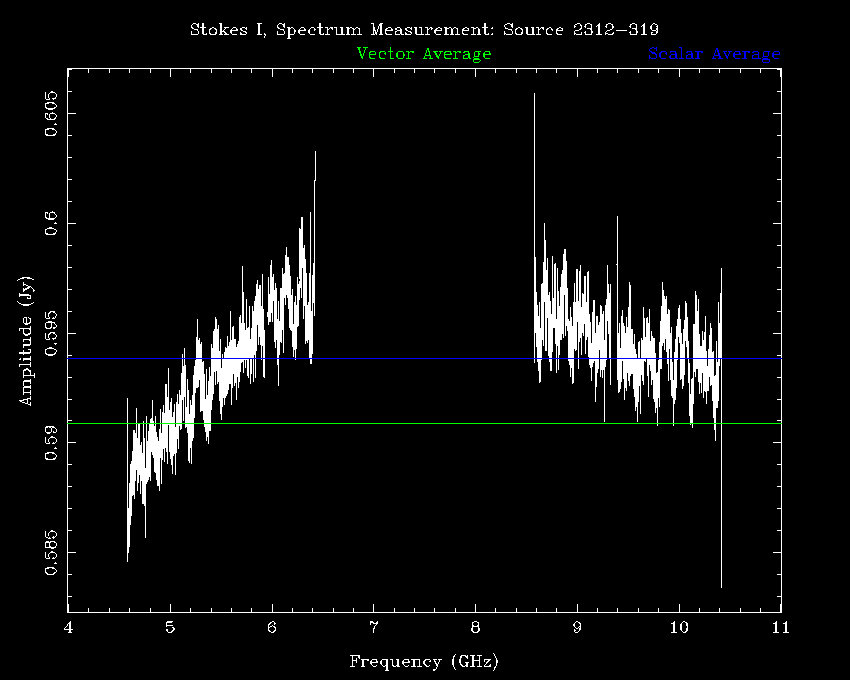 Stokes I, Spectrum Measurement: Source 2312−319
Vector Average Scalar Average
0.605
0.6
0.595
0.59
0.585
Amplitude (Jy)
4 5 6 7 8 9 10 11
Frequency (GHz)